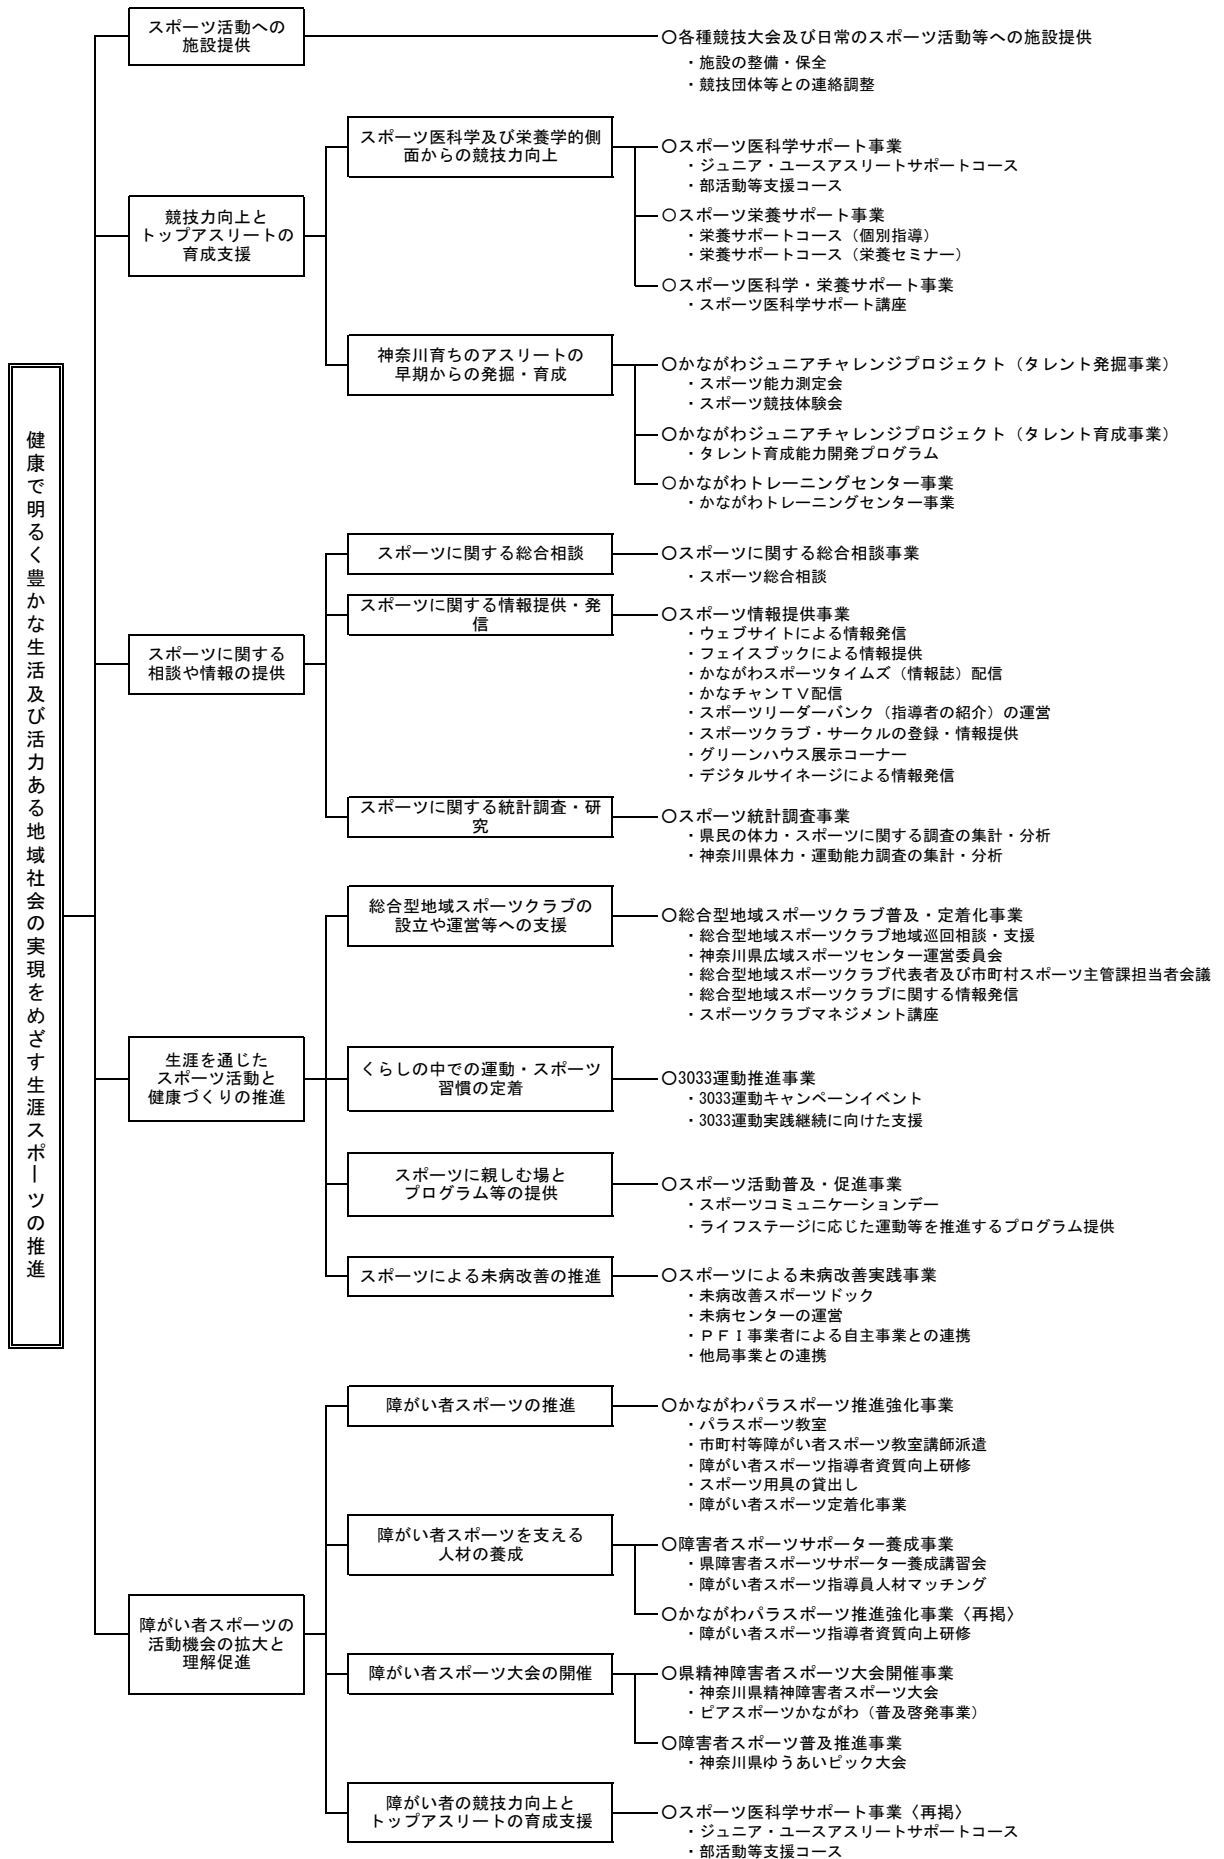 健康で明るく豊かな生活及び活力ある地域社会の実現をめざす生涯スポーツの推進
スポーツ活動への
施設提供
○各種競技大会及び日常のスポーツ活動等への施設提供
・施設の整備・保全
・競技団体等との連絡調整
競技力向上と
トップアスリートの
育成支援
スポーツ医科学及び栄養学的側
面からの競技力向上
○スポーツ医科学サポート事業
・ジュニア・ユースアスリートサポートコース
・部活動等支援コース
○スポーツ栄養サポート事業
・栄養サポートコース（個別指導）
・栄養サポートコース（栄養セミナー）
○スポーツ医科学・栄養サポート事業
・スポーツ医科学サポート講座
神奈川育ちのアスリートの
早期からの発掘・育成
○かながわジュニアチャレンジプロジェクト（タレント発掘事業）
・スポーツ能力測定会
・スポーツ競技体験会
○かながわジュニアチャレンジプロジェクト（タレント育成事業）
・タレント育成能力開発プログラム
○かながわトレーニングセンター事業
・かながわトレーニングセンター事業
スポーツに関する
相談や情報の提供
スポーツに関する総合相談
○スポーツに関する総合相談事業
・スポーツ総合相談
スポーツに関する情報提供・発
信
○スポーツ情報提供事業
・ウェブサイトによる情報発信
・フェイスブックによる情報提供
・かながわスポーツタイムズ（情報誌）配信
・かなチャンＴＶ配信
・スポーツリーダーバンク（指導者の紹介）の運営
・スポーツクラブ・サークルの登録・情報提供
・グリーンハウス展示コーナー
・デジタルサイネージによる情報発信
スポーツに関する統計調査・研
究
○スポーツ統計調査事業
・県民の体力・スポーツに関する調査の集計・分析
・神奈川県体力・運動能力調査の集計・分析
生涯を通じた
スポーツ活動と
健康づくりの推進
総合型地域スポーツクラブの
設立や運営等への支援
○総合型地域スポーツクラブ普及・定着化事業
・総合型地域スポーツクラブ地域巡回相談・支援
・神奈川県広域スポーツセンター運営委員会
・総合型地域スポーツクラブ代表者及び市町村スポーツ主管課担当者会議
・総合型地域スポーツクラブに関する情報発信
・スポーツクラブマネジメント講座
くらしの中での運動・スポーツ
習慣の定着
○3033運動推進事業
・3033運動キャンペーンイベント
・3033運動実践継続に向けた支援
スポーツに親しむ場と
プログラム等の提供
○スポーツ活動普及・促進事業
・スポーツコミュニケーションデー
・ライフステージに応じた運動等を推進するプログラム提供
スポーツによる未病改善の推進
○スポーツによる未病改善実践事業
・未病改善スポーツドック
・未病センターの運営
・ＰＦＩ事業者による自主事業との連携
・他局事業との連携
障がい者スポーツの
活動機会の拡大と
理解促進
障がい者スポーツの推進
○かながわパラスポーツ推進強化事業
・パラスポーツ教室
・市町村等障がい者スポーツ教室講師派遣
・障がい者スポーツ指導者資質向上研修
・スポーツ用具の貸出し
・障がい者スポーツ定着化事業
障がい者スポーツを支える
人材の養成
○障害者スポーツサポーター養成事業
・県障害者スポーツサポーター養成講習会
・障がい者スポーツ指導員人材マッチング
○かながわパラスポーツ推進強化事業〈再掲〉
・障がい者スポーツ指導者資質向上研修
障がい者スポーツ大会の開催
○県精神障害者スポーツ大会開催事業
・神奈川県精神障害者スポーツ大会
・ピアスポーツかながわ（普及啓発事業）
○障害者スポーツ普及推進事業
・神奈川県ゆうあいピック大会
障がい者の競技力向上と
トップアスリートの育成支援
○スポーツ医科学サポート事業〈再掲〉
・ジュニア・ユースアスリートサポートコース
・部活動等支援コース